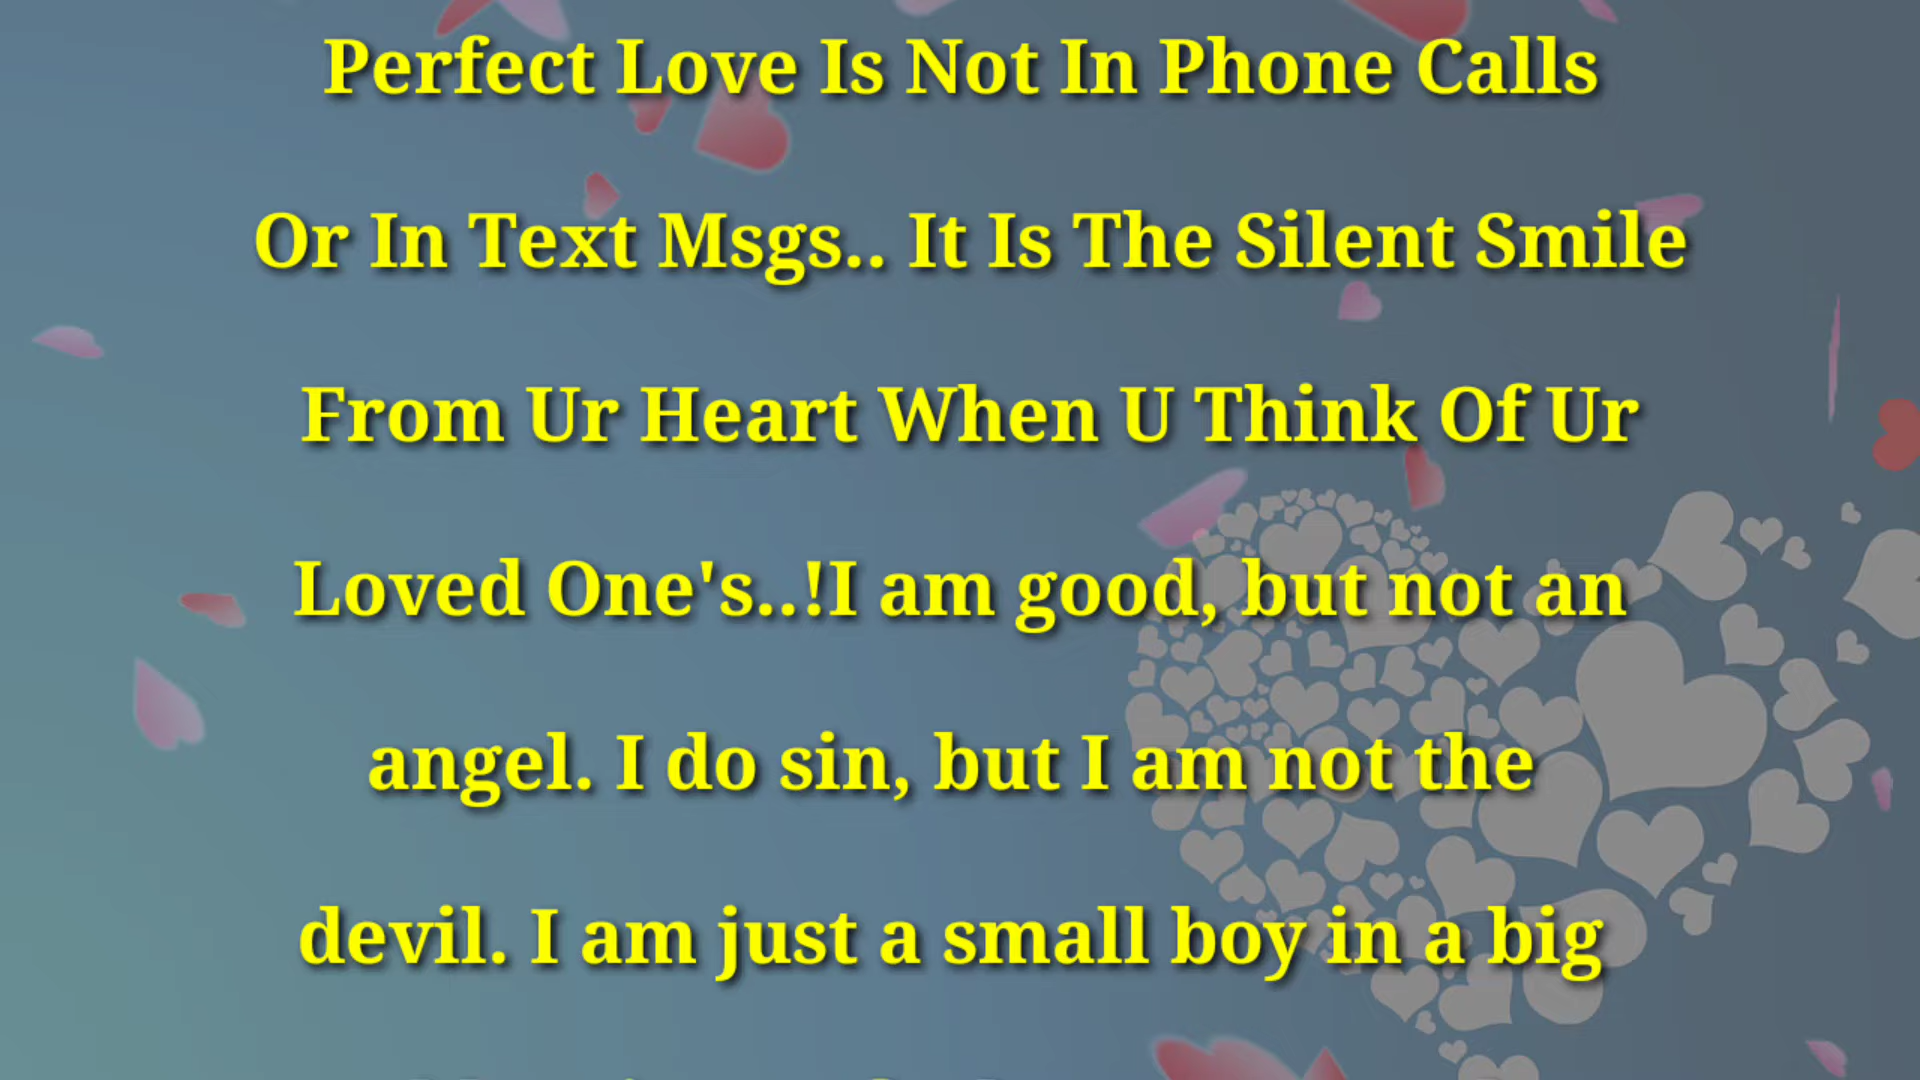 Perfect Love Is Not In Phone Calls
Or In Text Msgs.. It Is The Silent Smile
From Ur Heart When U Think Of Ur
Loved One's..!I am good, but not an
angel. I do sin, but I am not the
devil. I am just a small boy in a big